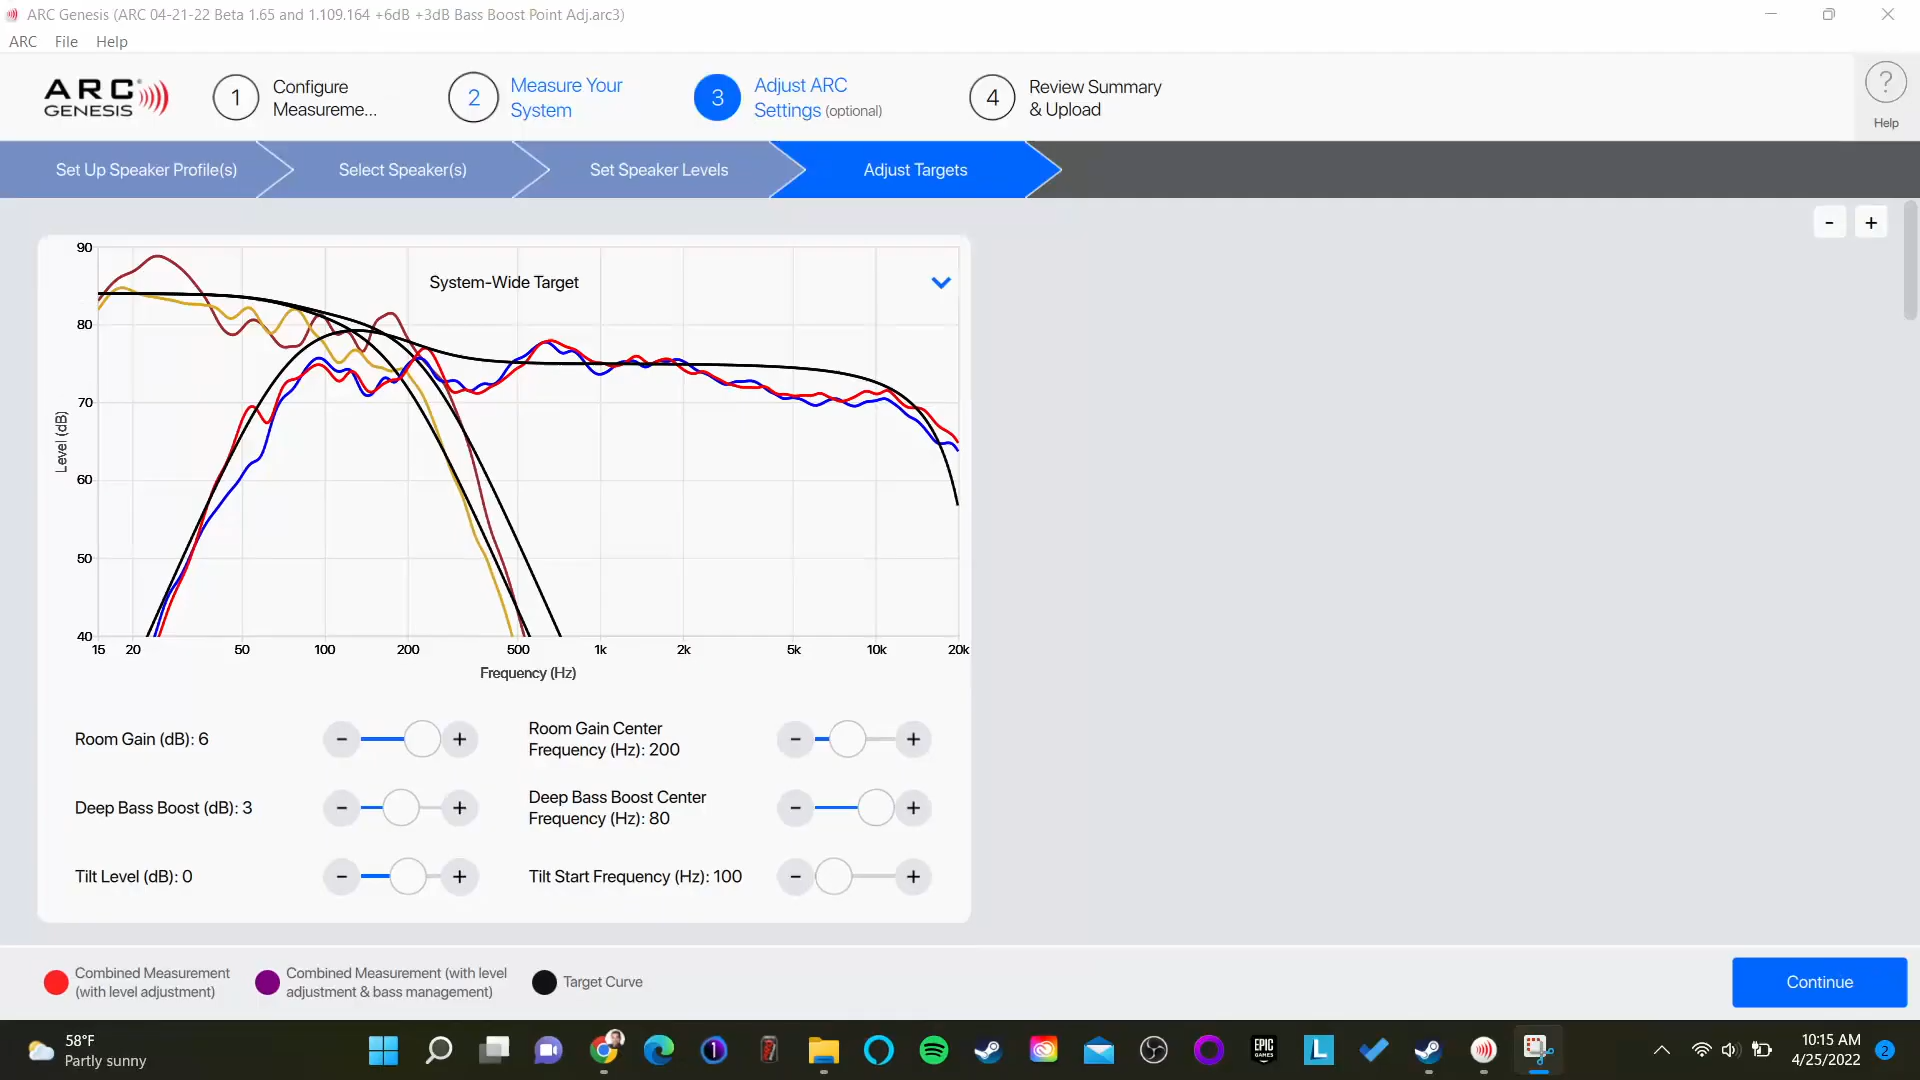 ARC Genesis (ARC 04-21-22 Beta 1.65 and 1.109.164 +6dB +3dB Bass Boost Point Adj.arc3)
ARC File Help
ARC GENESIS
1
Configure
Measureme...
2
Measure Your
System
3
Adjust ARC
Settings (optional)
4
Review Summary
& Upload
?
Help
Set Up Speaker Profile(s)
Select Speaker(s)
Set Speaker Levels
Adjust Targets
- +
System-Wide Target
90
80
70
60
50
40
Level (dB)
15 20 50 100 200 500 1k 2k 5k 10k 20k
Frequency (Hz)
Room Gain (dB): 6
- +
Room Gain Center
Frequency (Hz): 200
- +
Deep Bass Boost (dB): 3
- +
Deep Bass Boost Center
Frequency (Hz): 80
- +
Tilt Level (dB): 0
- +
Tilt Start Frequency (Hz): 100
- +
Combined Measurement
(with level adjustment)
Combined Measurement (with level
adjustment & bass management)
Target Curve
Continue
58°F
Partly sunny
1
EPIC
GAMES
L
10:15 AM
4/25/2022
2